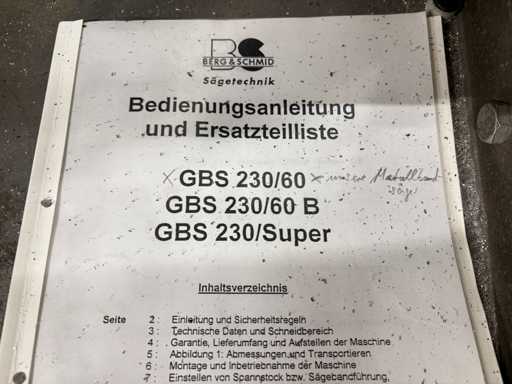 BERG & SCHMID
Sägetechnik
Bedienungsanleitung
und Ersatzteilliste
x GBS 230/60 x unsere Metallband-
säge
GBS 230/60 B
GBS 230/Super
Inhaltsverzeichnis
Seite 2 : Einleitung und Sicherheitsregeln
3 : Technische Daten und Schneidbereich
4 : Garantie, Lieferumfang und Aufstellen der Maschine
5 : Abbildung 1: Abmessungen und Transportieren
6 : Montage und Inbetriebnahme der Maschine
7 : Einstellen von Spannstock bzw. Sägebandführung,